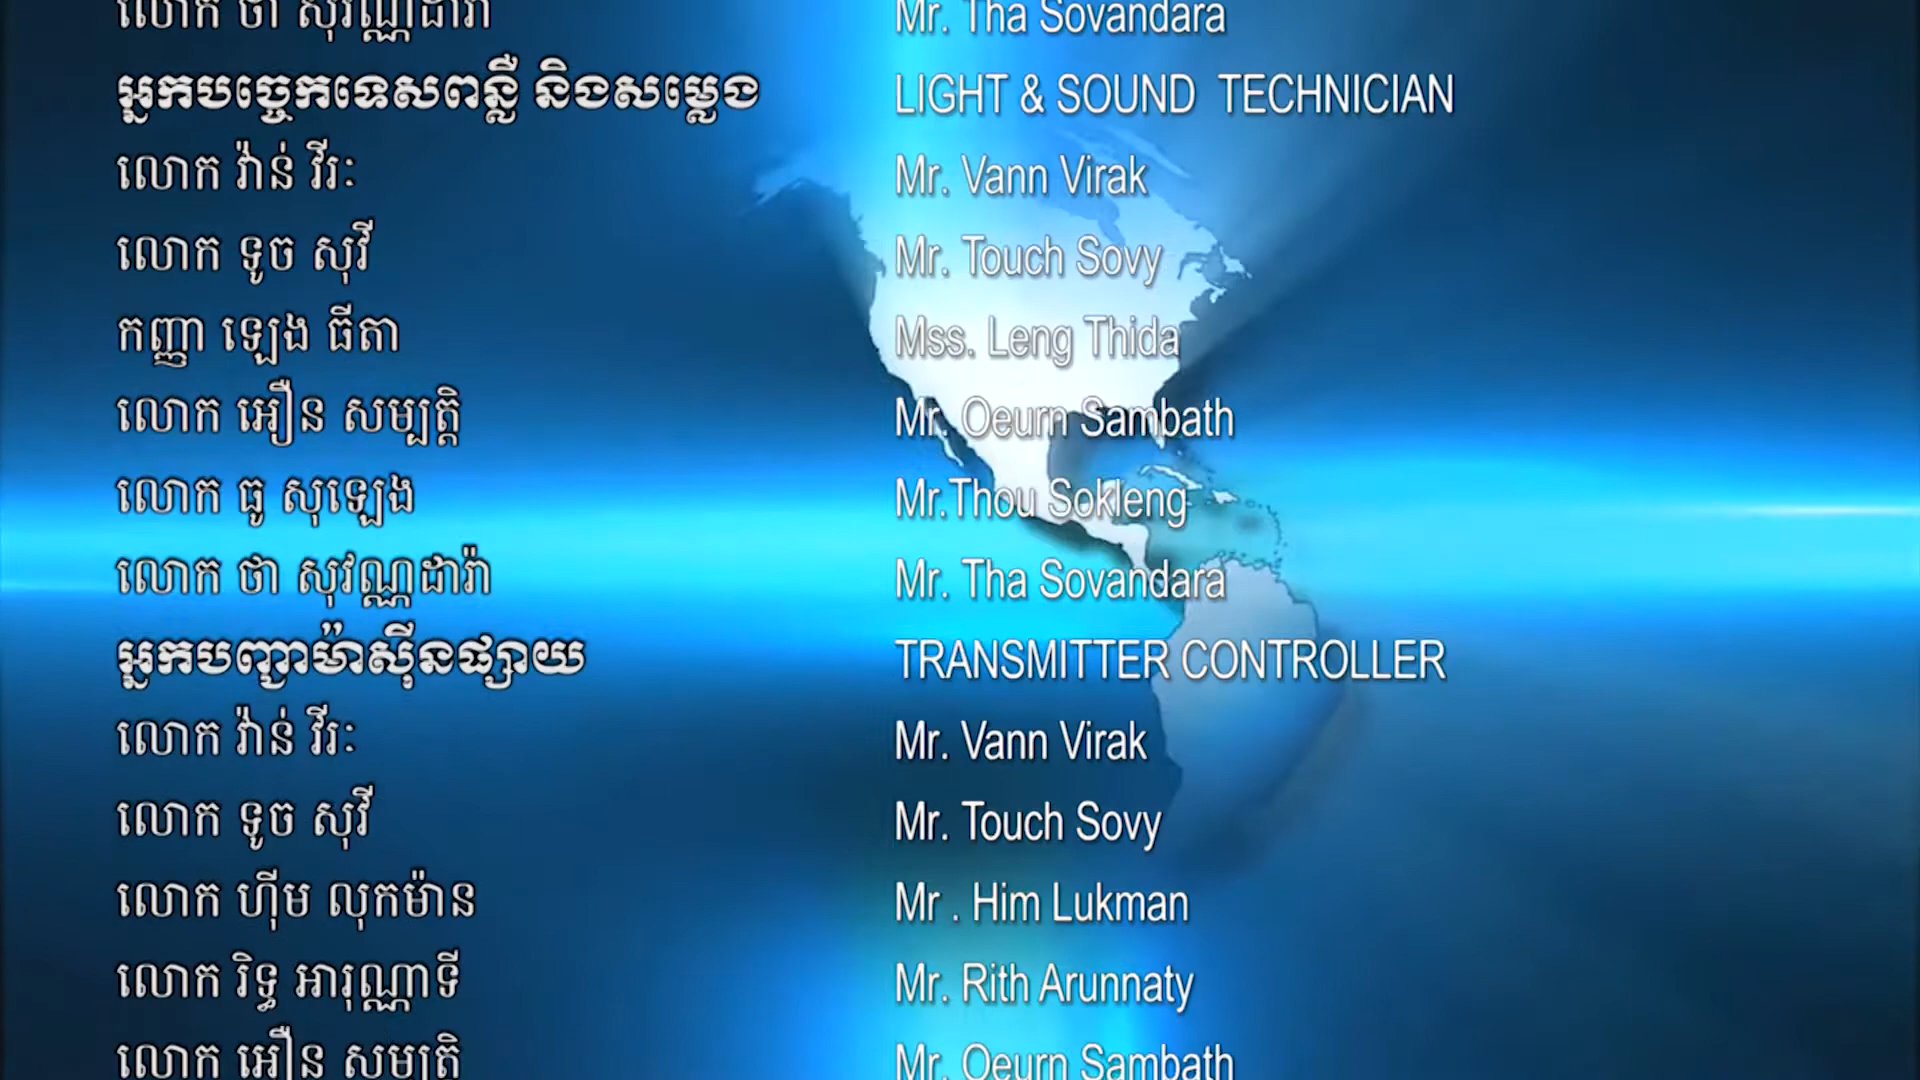 លោក ថា សុវណ្ណដារ៉ា Mr. Tha Sovandara
អ្នកបច្ចេកទេសពន្លឺ និងសម្លេង LIGHT & SOUND TECHNICIAN
លោក វ៉ាន់ វីរៈ Mr. Vann Virak
លោក ទូច សុវី Mr. Touch Sovy
កញ្ញា ឡេង ធីតា Mss. Leng Thida
លោក អឿន សម្បត្តិ Mr. Oeurn Sambath
លោក ធូ សុឡេង Mr.Thou Sokleng
លោក ថា សុវណ្ណដារ៉ា Mr. Tha Sovandara
អ្នកបញ្ជាម៉ាស៊ីនផ្សាយ TRANSMITTER CONTROLLER
លោក វ៉ាន់ វីរៈ Mr. Vann Virak
លោក ទូច សុវី Mr. Touch Sovy
លោក ហ៊ីម លុកម៉ាន Mr . Him Lukman
លោក រិទ្ធ អារុណ្ណាទី Mr. Rith Arunnaty
លោក អឿន សម្បត្តិ Mr. Oeurn Sambath